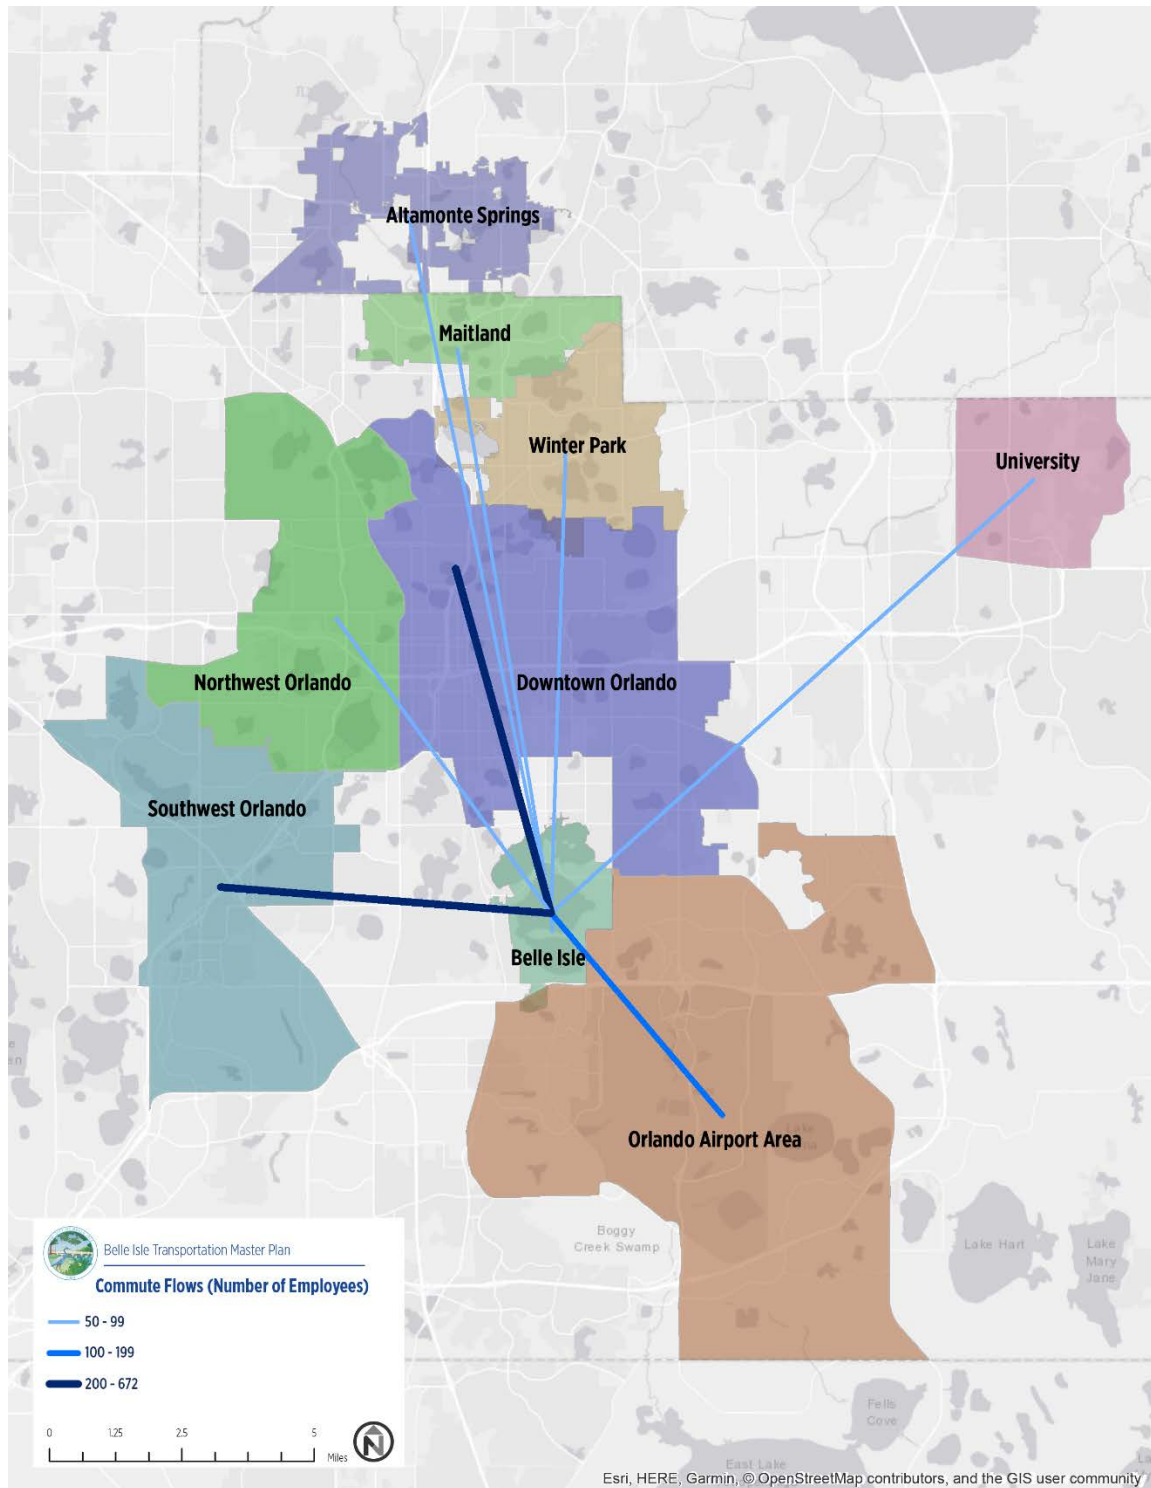 Altamonte Springs
Maitland
Winter Park
University
Northwest Orlando
Downtown Orlando
Southwest Orlando
Belle Isle
Orlando Airport Area
Boggy
Creek Swamp
Lake Hart
Lake
Mary
Jane
Fells
Cove
East Lake
Belle Isle Transportation Master Plan
Commute Flows (Number of Employees)
50 - 99
100 - 199
200 - 672
0 1.25 2.5 5
Miles
N
Esri, HERE, Garmin, © OpenStreetMap contributors, and the GIS user community